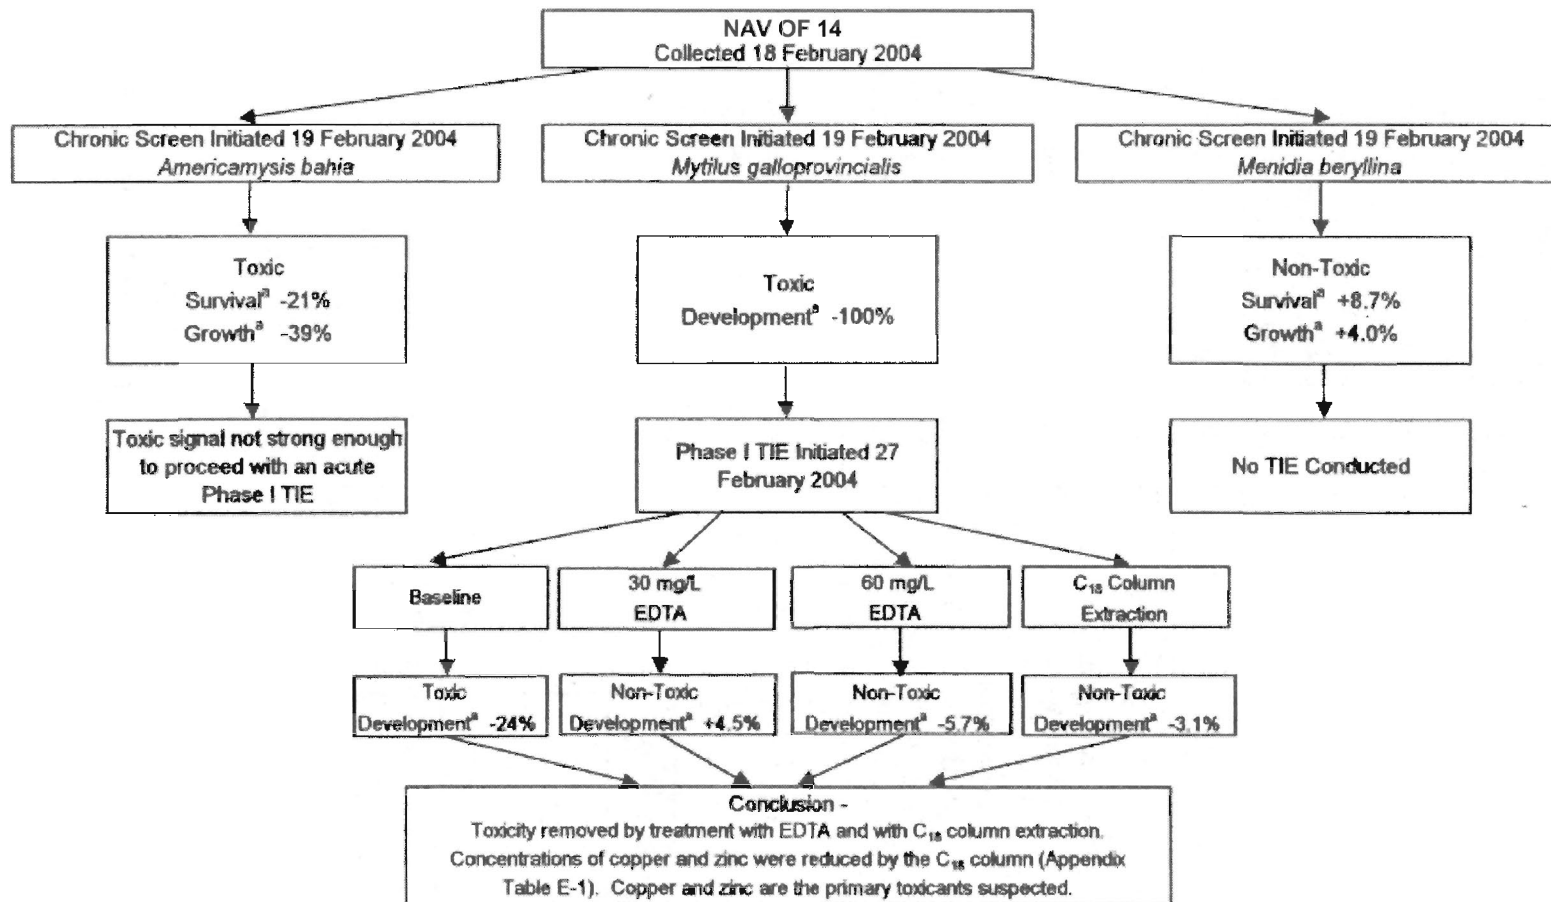 NAV OF 14
Collected 18 February 2004
Chronic Screen Initiated 19 February 2004
Americamysis bahia
Chronic Screen Initiated 19 February 2004
Mytilus galloprovincialis
Chronic Screen Initiated 19 February 2004
Menidia beryllina
Toxic
Survivalᵃ -21%
Growthᵃ -39%
Toxic
Developmentᵃ -100%
Non-Toxic
Survivalᵃ +8.7%
Growthᵃ +4.0%
Toxic signal not strong enough
to proceed with an acute
Phase I TIE
Phase I TIE Initiated 27
February 2004
No TIE Conducted
Baseline
30 mg/L
EDTA
60 mg/L
EDTA
C₁₈ Column
Extraction
Toxic
Developmentᵃ -24%
Non-Toxic
Developmentᵃ +4.5%
Non-Toxic
Developmentᵃ -5.7%
Non-Toxic
Developmentᵃ -3.1%
Conclusion -
Toxicity removed by treatment with EDTA and with C₁₈ column extraction.
Concentrations of copper and zinc were reduced by the C₁₈ column (Appendix
Table E-1). Copper and zinc are the primary toxicants suspected.